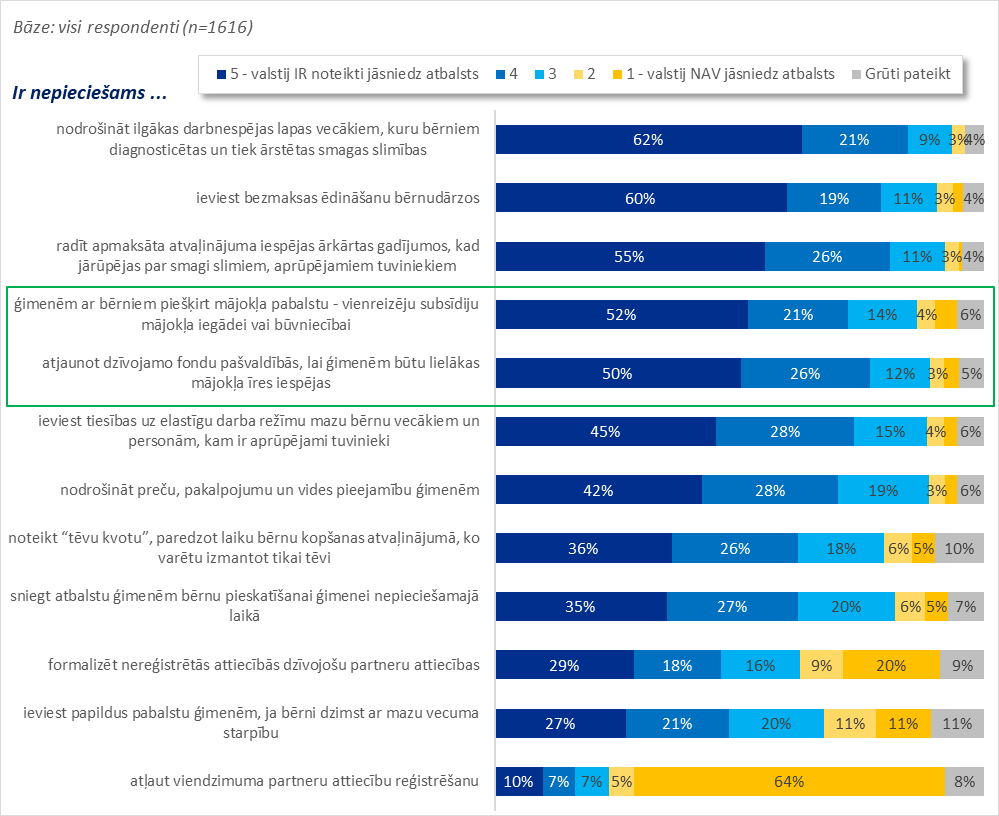 Bāze: visi respondenti (n=1616)
5 - valstij IR noteikti jāsniedz atbalsts 4 3 2 1 - valstij NAV jāsniedz atbalsts Grūti pateikt
Ir nepieciešams ...
nodrošināt ilgākas darbnespējas lapas vecākiem, kuru bērniem
diagnosticētas un tiek ārstētas smagas slimības
62% 21% 9% 3% 4%
ieviest bezmaksas ēdināšanu bērnudārzos
60% 19% 11% 3% 4%
radīt apmaksāta atvaļinājuma iespējas ārkārtas gadījumos, kad
jārūpējas par smagi slimiem, aprūpējamiem tuviniekiem
55% 26% 11% 3% 4%
ģimenēm ar bērniem piešķirt mājokļa pabalstu - vienreizēju subsīdiju
mājokļa iegādei vai būvniecībai
52% 21% 14% 4% 6%
atjaunot dzīvojamo fondu pašvaldībās, lai ģimenēm būtu lielākas
mājokļa īres iespējas
50% 26% 12% 3% 5%
ieviest tiesības uz elastīgu darba režīmu mazu bērnu vecākiem un
personām, kam ir aprūpējami tuvinieki
45% 28% 15% 4% 6%
nodrošināt preču, pakalpojumu un vides pieejamību ģimenēm
42% 28% 19% 3% 6%
noteikt “tēvu kvotu”, paredzot laiku bērnu kopšanas atvaļinājumā, ko
varētu izmantot tikai tēvi
36% 26% 18% 6% 5% 10%
sniegt atbalstu ģimenēm bērnu pieskatīšanai ģimenei nepieciešamajā
laikā
35% 27% 20% 6% 5% 7%
formalizēt nereģistrētās attiecībās dzīvojošu partneru attiecības
29% 18% 16% 9% 20% 9%
ieviest papildus pabalstu ģimenēm, ja bērni dzimst ar mazu vecuma
starpību
27% 21% 20% 11% 11% 11%
atļaut viendzimuma partneru attiecību reģistrēšanu
10% 7% 7% 5% 64% 8%